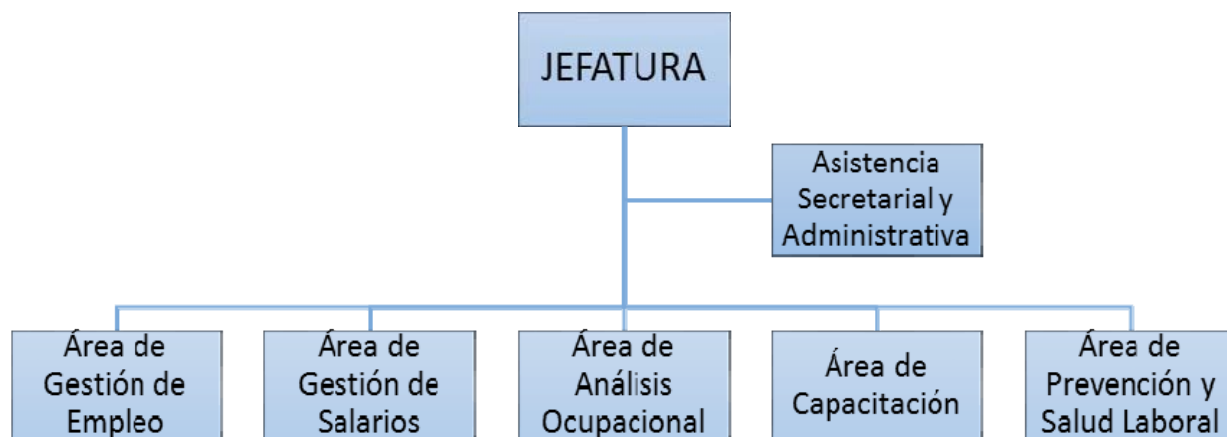 JEFATURA
Asistencia
Secretarial y
Administrativa
Área de
Gestión de
Empleo
Área de
Gestión de
Salarios
Área de
Análisis
Ocupacional
Área de
Capacitación
Área de
Prevención y
Salud Laboral